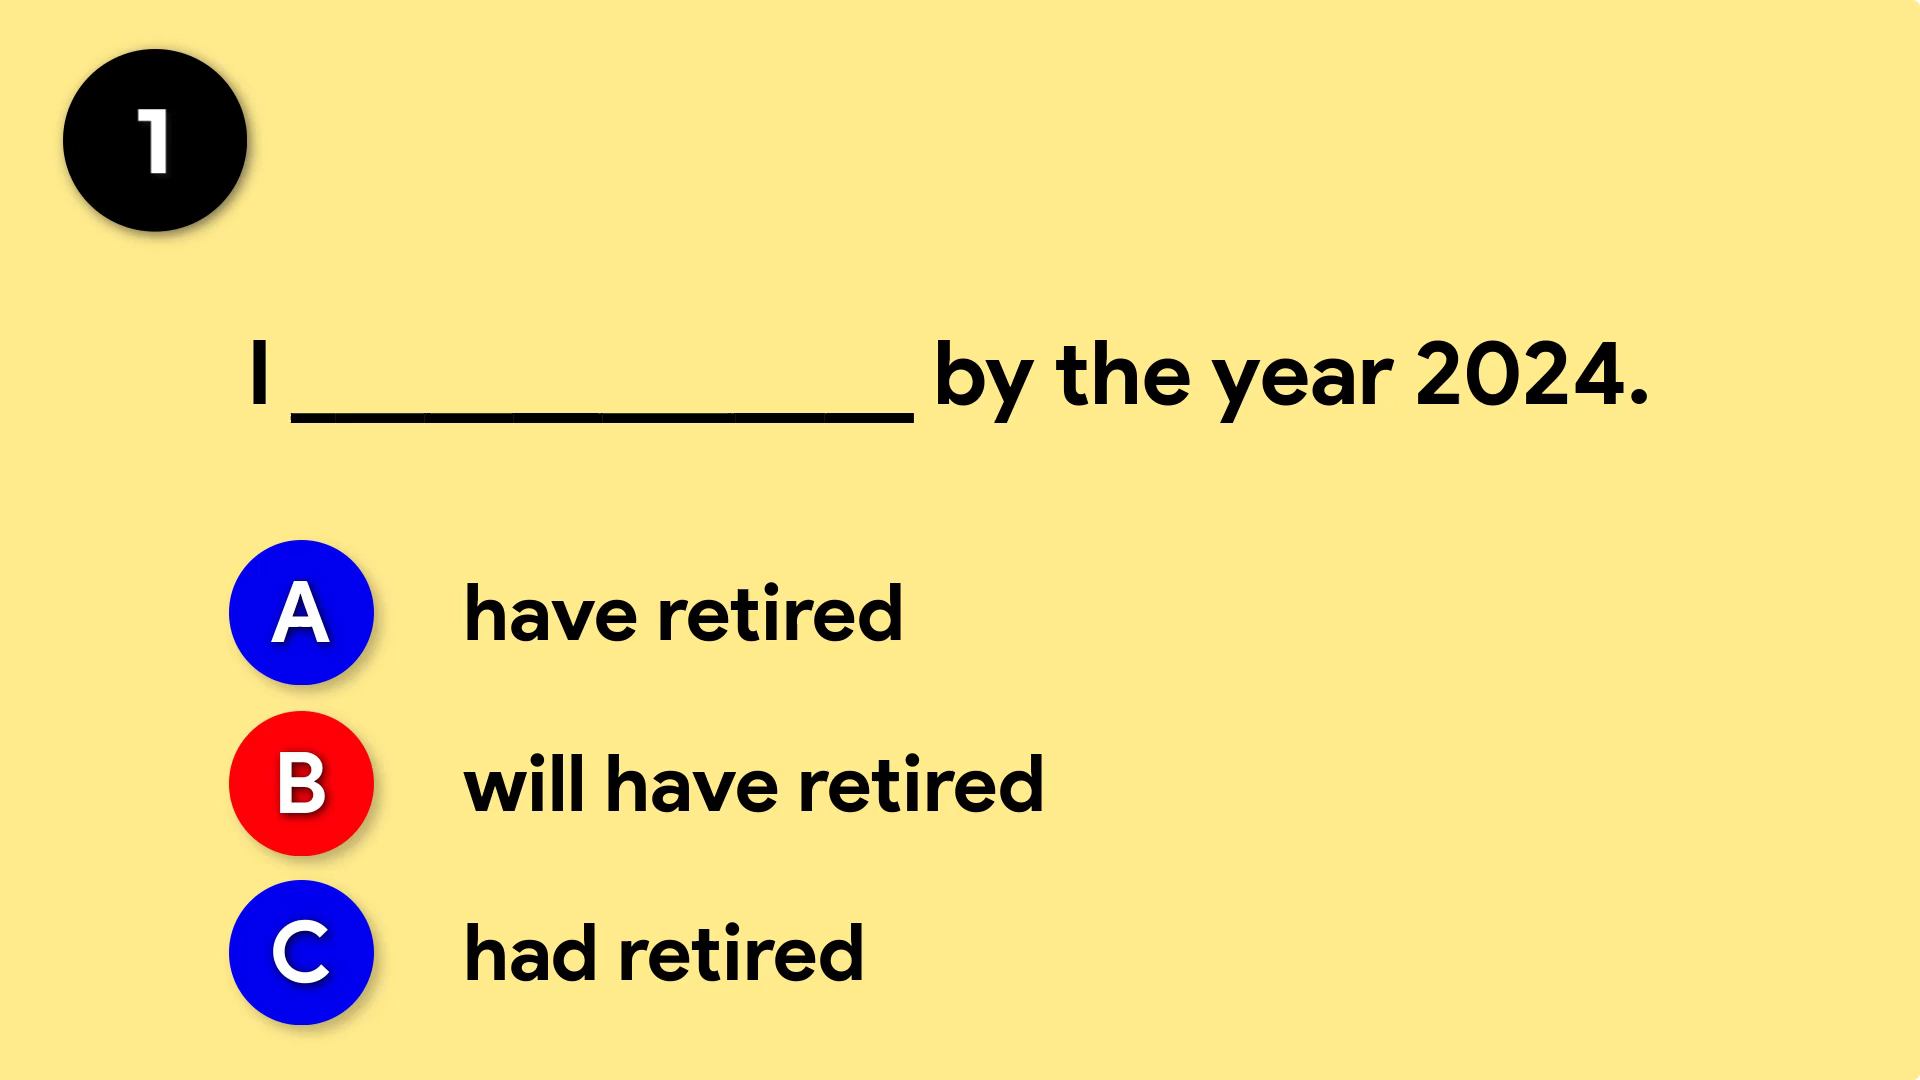 1
I ______________ by the year 2024.
A have retired
B will have retired
C had retired